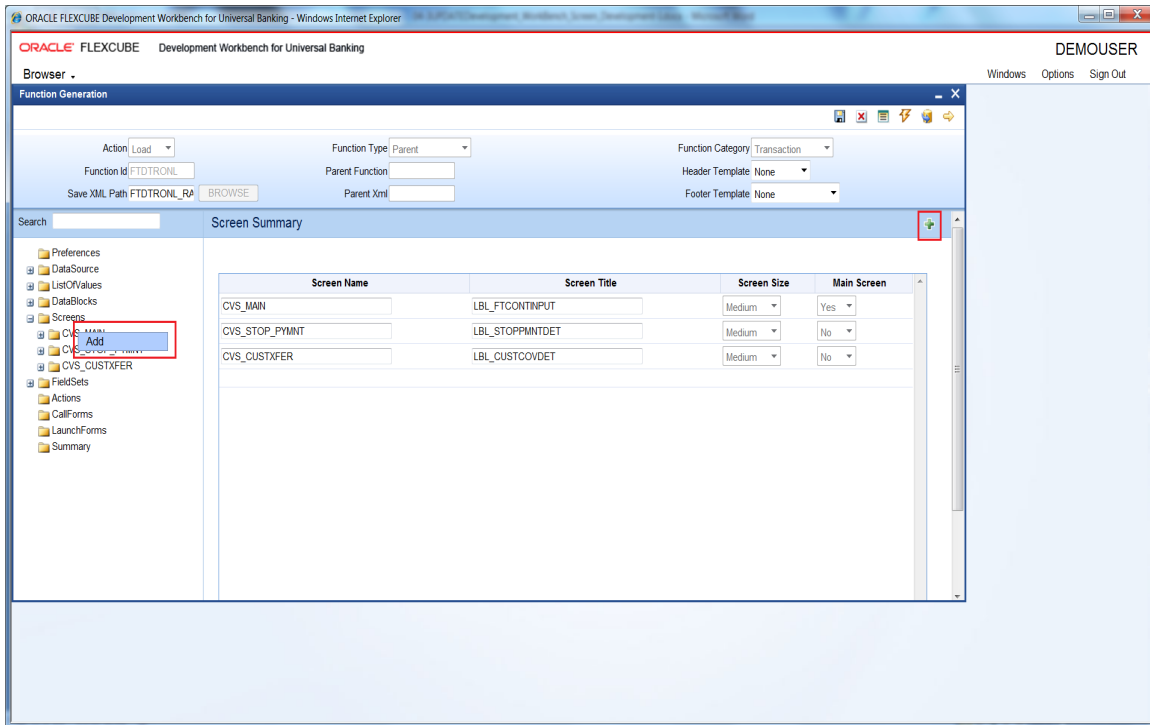 ORACLE FLEXCUBE Development Workbench for Universal Banking - Windows Internet Explorer
ORACLE FLEXCUBE Development Workbench for Universal Banking DEMOUSER
Browser Windows Options Sign Out
Function Generation
Action Load Function Type Parent Function Category Transaction
Function Id FTDTRONL Parent Function Header Template None
Save XML Path FTDTRONL_RA BROWSE Parent Xml Footer Template None
Search Screen Summary
Preferences
DataSource
ListOfValues
DataBlocks
Screens
CVS_MAIN
Add
CVS_STOP_PYMNT
CVS_CUSTXFER
FieldSets
Actions
CallForms
LaunchForms
Summary
Screen Name Screen Title Screen Size Main Screen
CVS_MAIN LBL_FTCONTINPUT Medium Yes
CVS_STOP_PYMNT LBL_STOPPMNTDET Medium No
CVS_CUSTXFER LBL_CUSTCOVDET Medium No